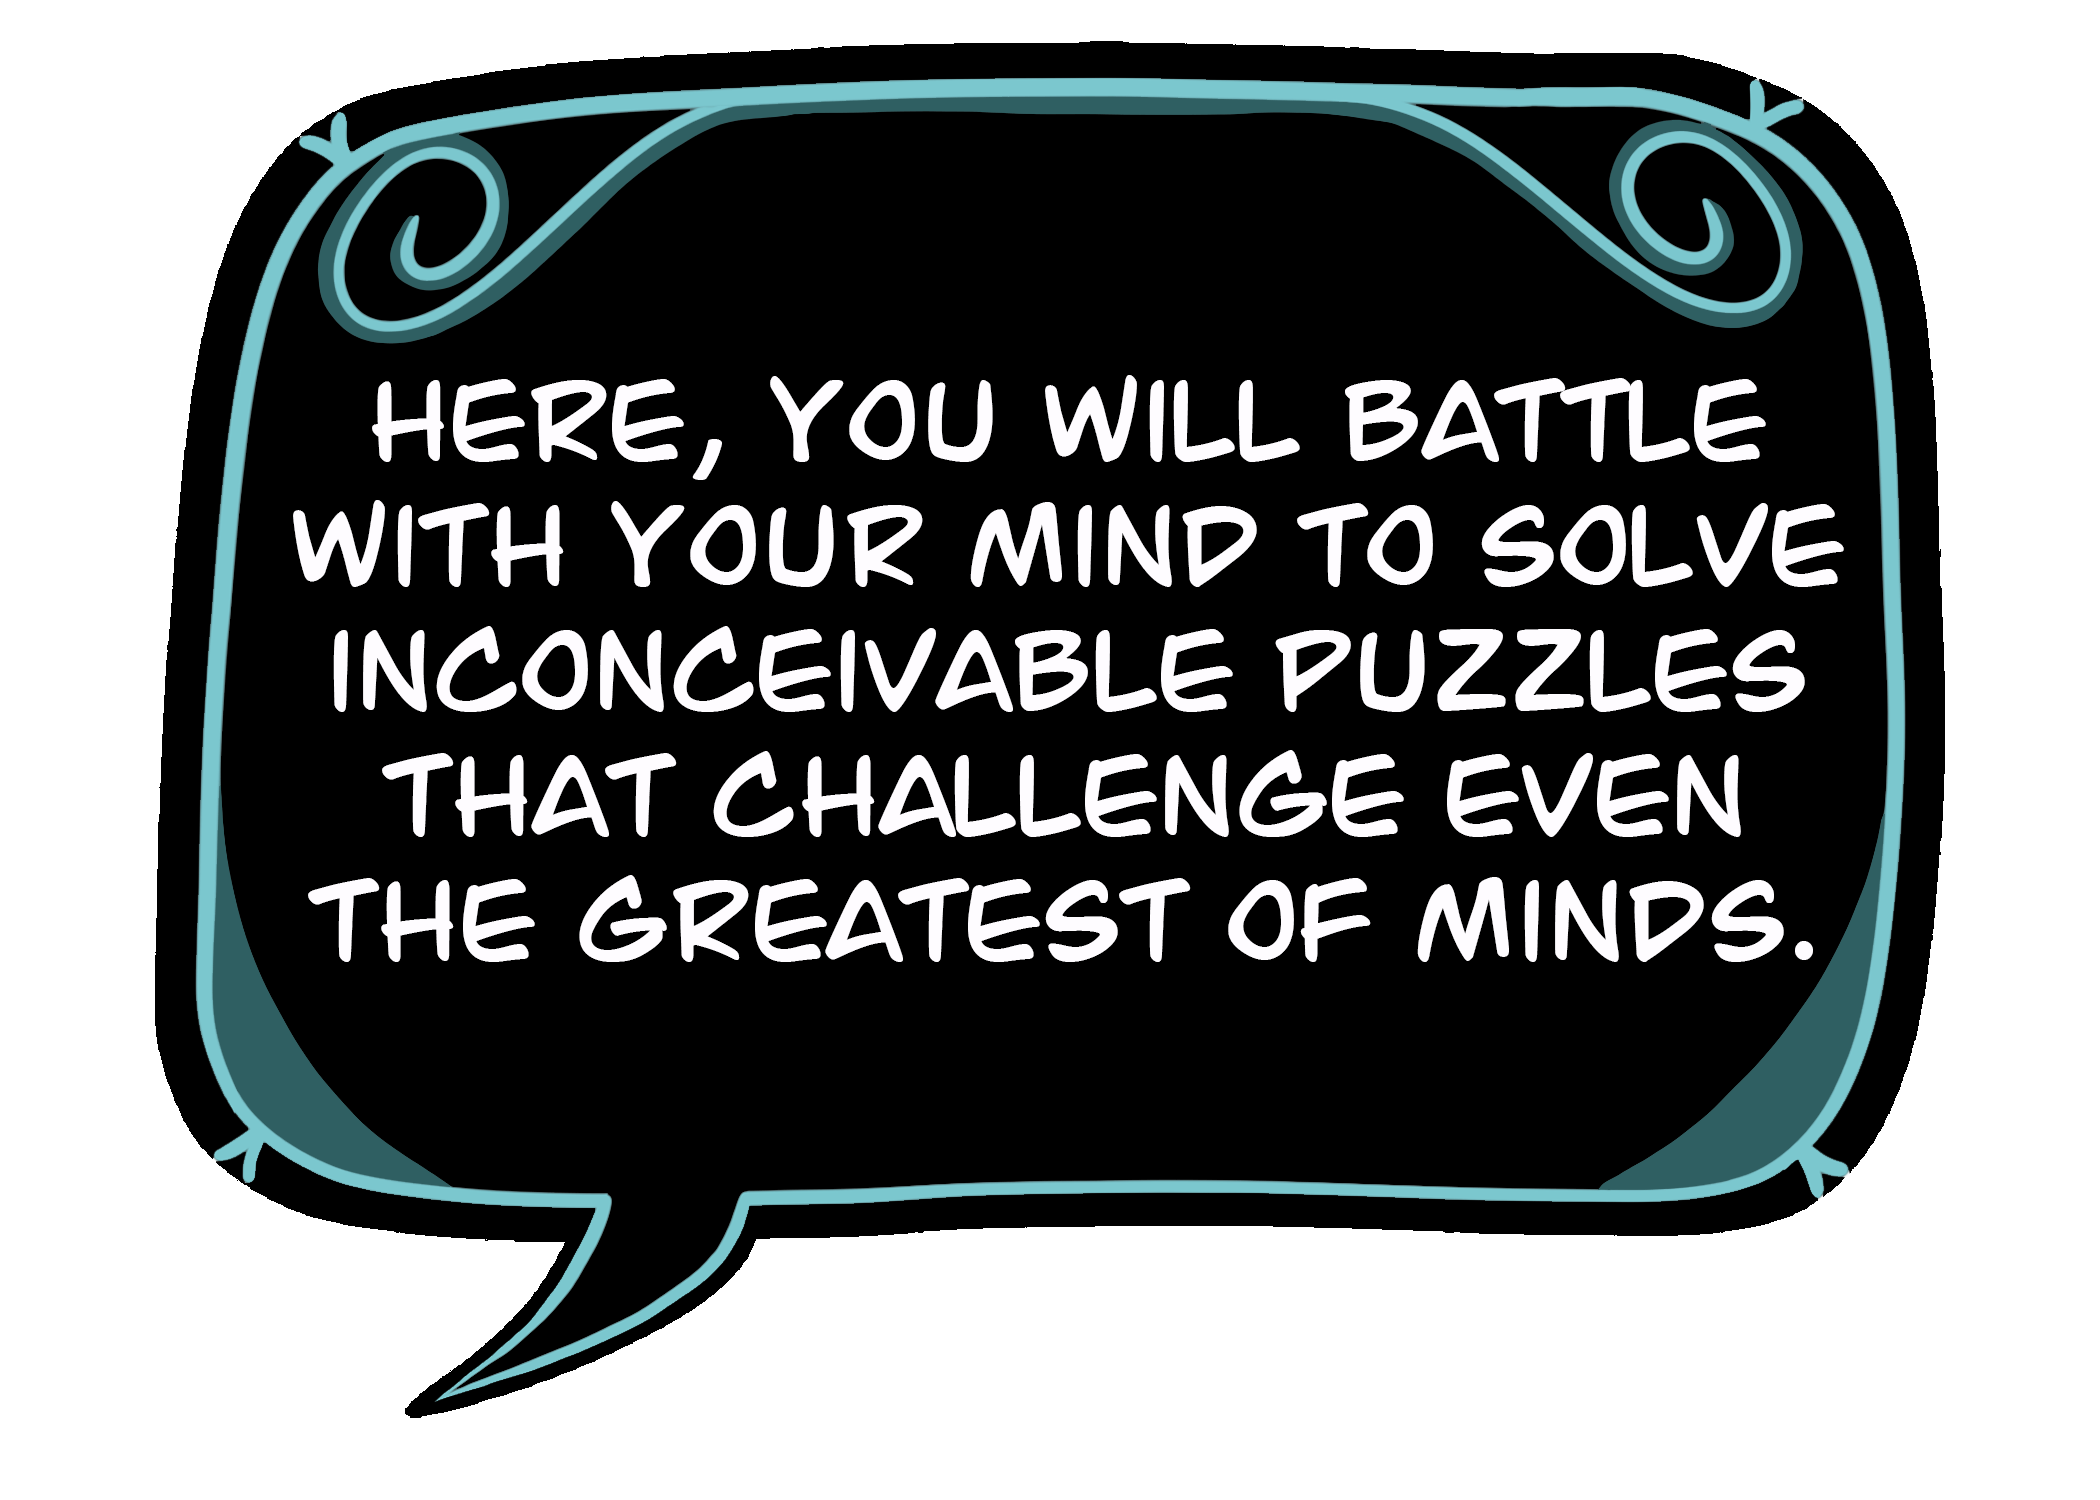 HERE, YOU WILL BATTLE
WITH YOUR MIND TO SOLVE
INCONCEIVABLE PUZZLES
THAT CHALLENGE EVEN
THE GREATEST OF MINDS.